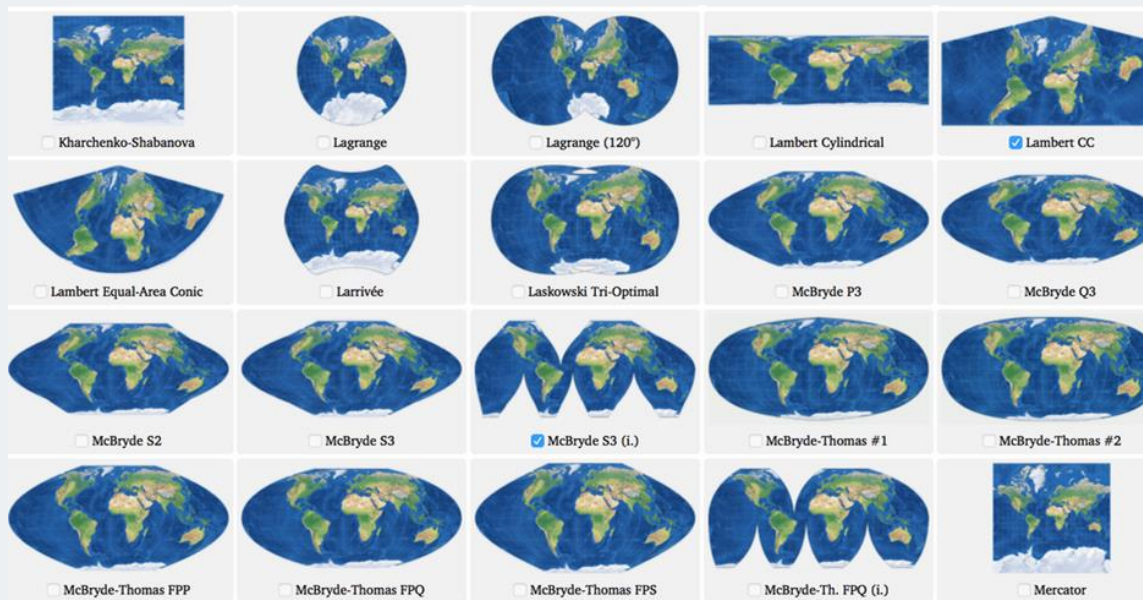 Kharchenko-Shabanova
Lagrange
Lagrange (120°)
Lambert Cylindrical
Lambert CC
Lambert Equal-Area Conic
Larrivée
Laskowski Tri-Optimal
McBryde P3
McBryde Q3
McBryde S2
McBryde S3
McBryde S3 (i.)
McBryde-Thomas #1
McBryde-Thomas #2
McBryde-Thomas FPP
McBryde-Thomas FPQ
McBryde-Thomas FPS
McBryde-Th. FPQ (i.)
Mercator